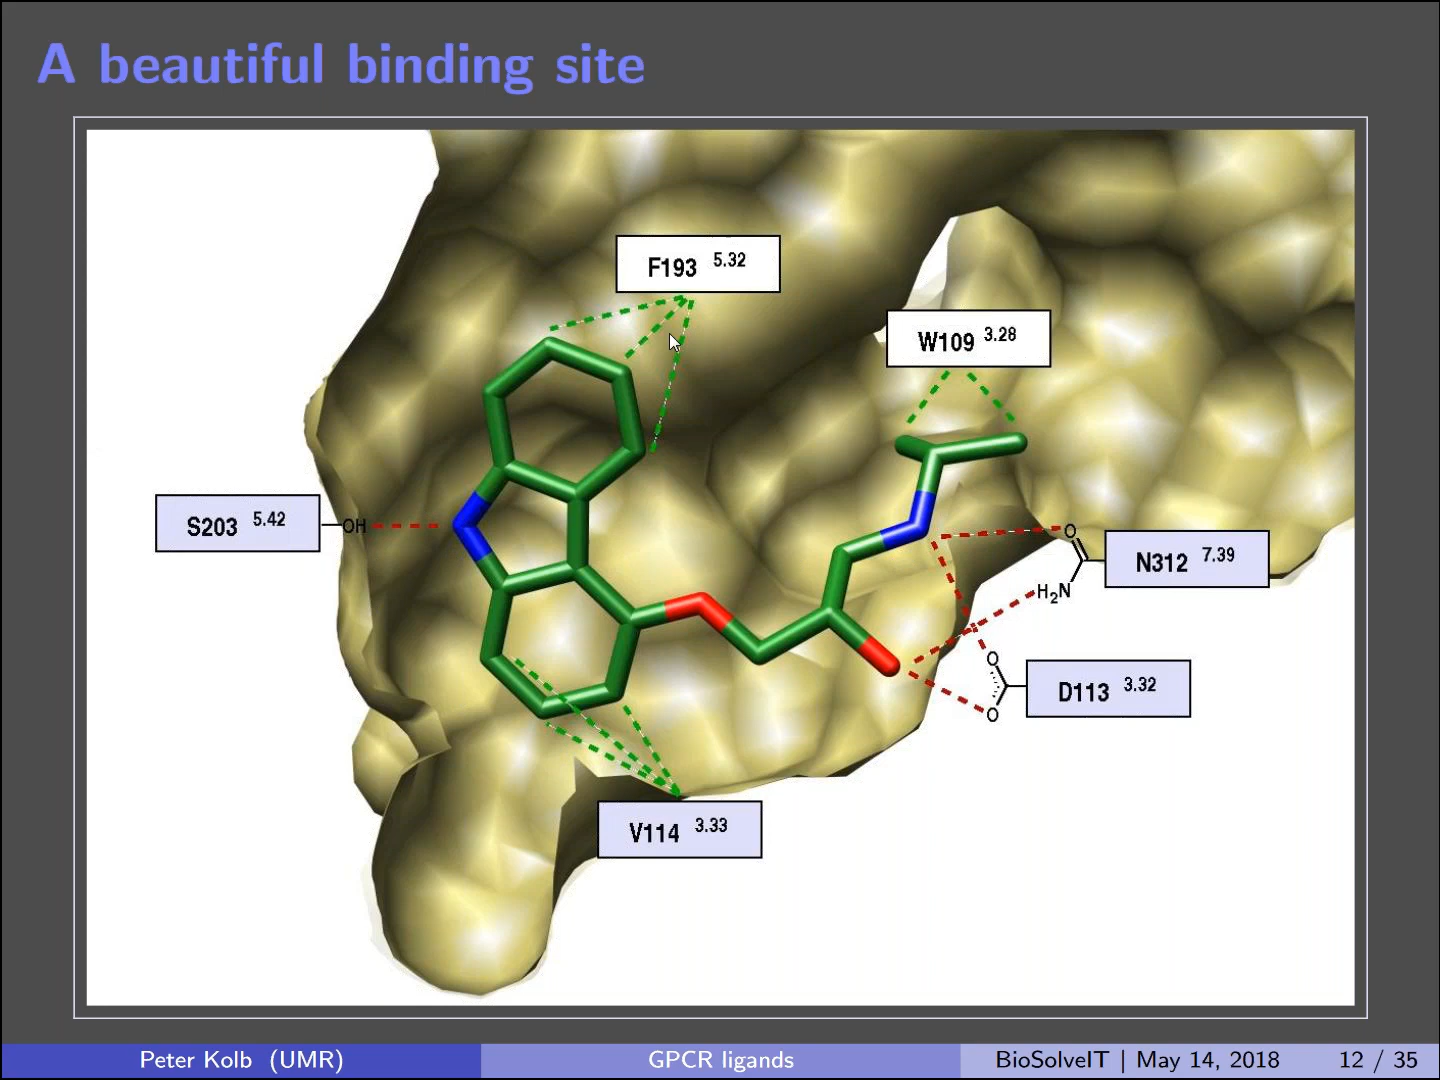 A beautiful binding site
F193 5.32
W109 3.28
S203 5.42
OH
O
N312 7.39
H2N
O
D113 3.32
O
V114 3.33
Peter Kolb (UMR)
GPCR ligands
BioSolveIT | May 14, 2018
12 / 35